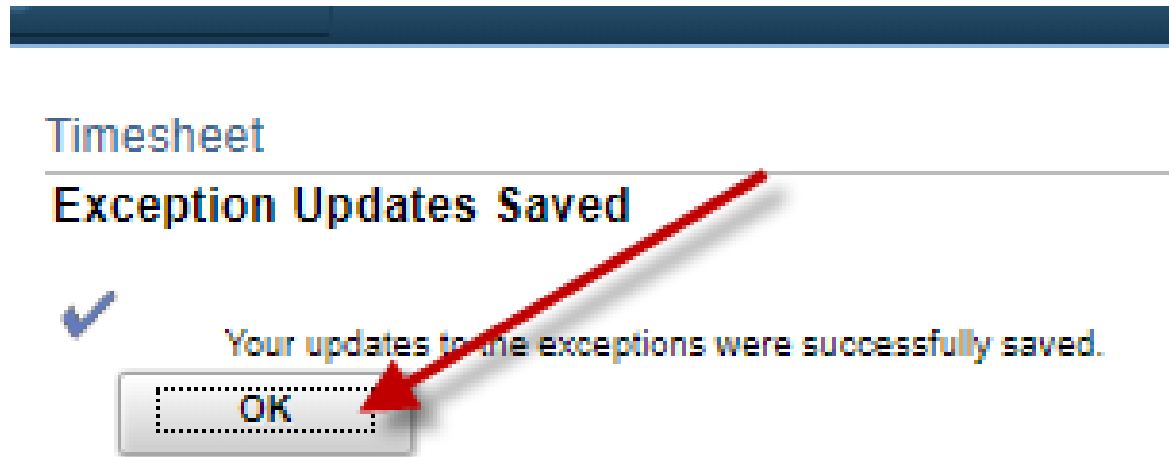 Timesheet
Exception Updates Saved
Your updates to the exceptions were successfully saved.
OK